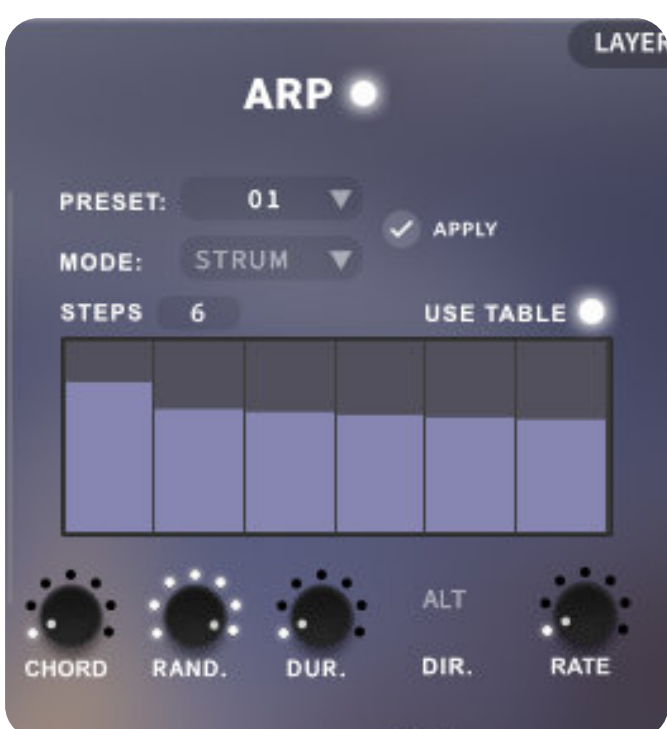 LAYER
ARP
PRESET: 01
APPLY
MODE: STRUM
STEPS 6 USE TABLE
ALT
CHORD RAND. DUR. DIR. RATE